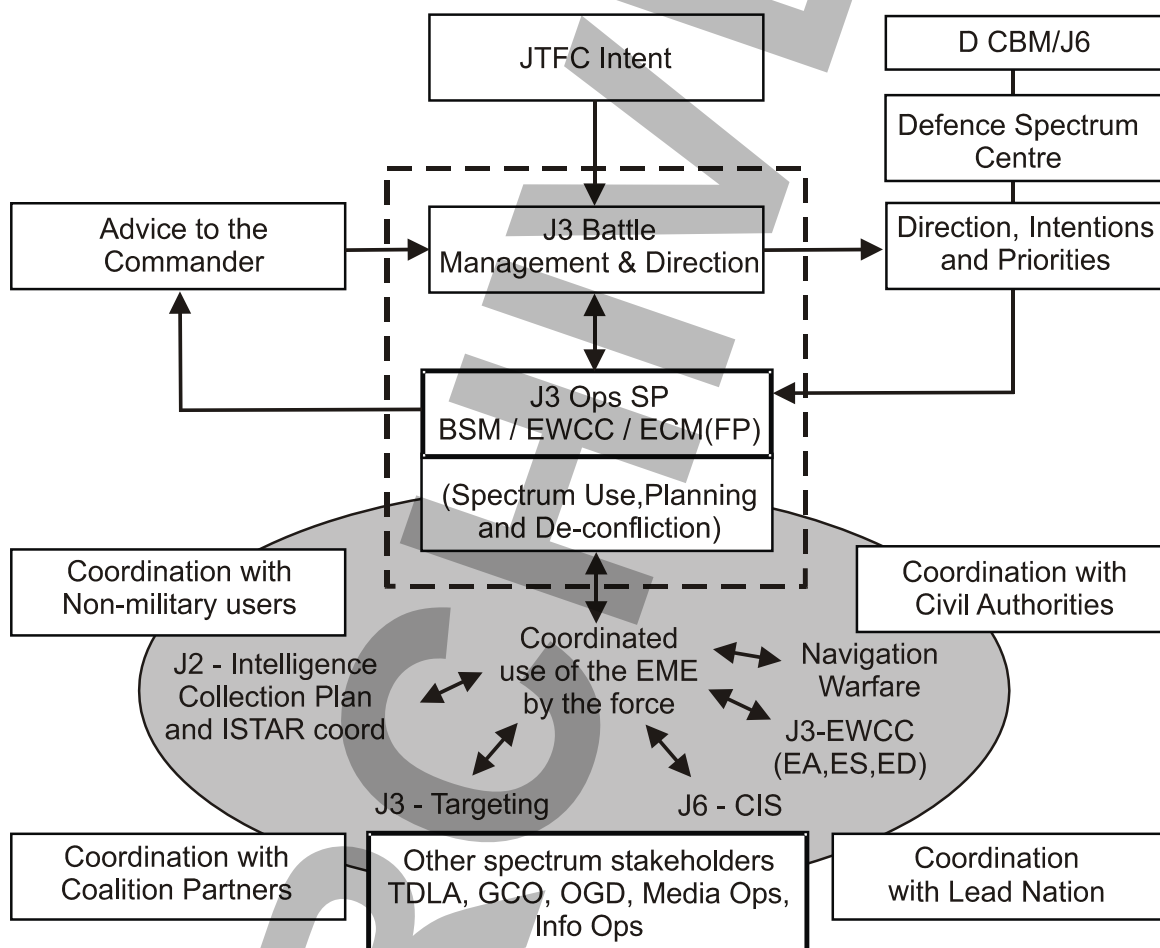 JTFC Intent
D CBM/J6
Defence Spectrum
Centre
Advice to the
Commander
J3 Battle
Management & Direction
Direction, Intentions
and Priorities
J3 Ops SP
BSM / EWCC / ECM(FP)
(Spectrum Use,Planning
and De-confliction)
Coordination with
Non-military users
Coordination with
Civil Authorities
Coordinated
use of the EME
by the force
J2 - Intelligence
Collection Plan
and ISTAR coord
Navigation
Warfare
J3-EWCC
(EA,ES,ED)
J3 - Targeting
J6 - CIS
Coordination with
Coalition Partners
Other spectrum stakeholders
TDLA, GCO, OGD, Media Ops,
Info Ops
Coordination
with Lead Nation